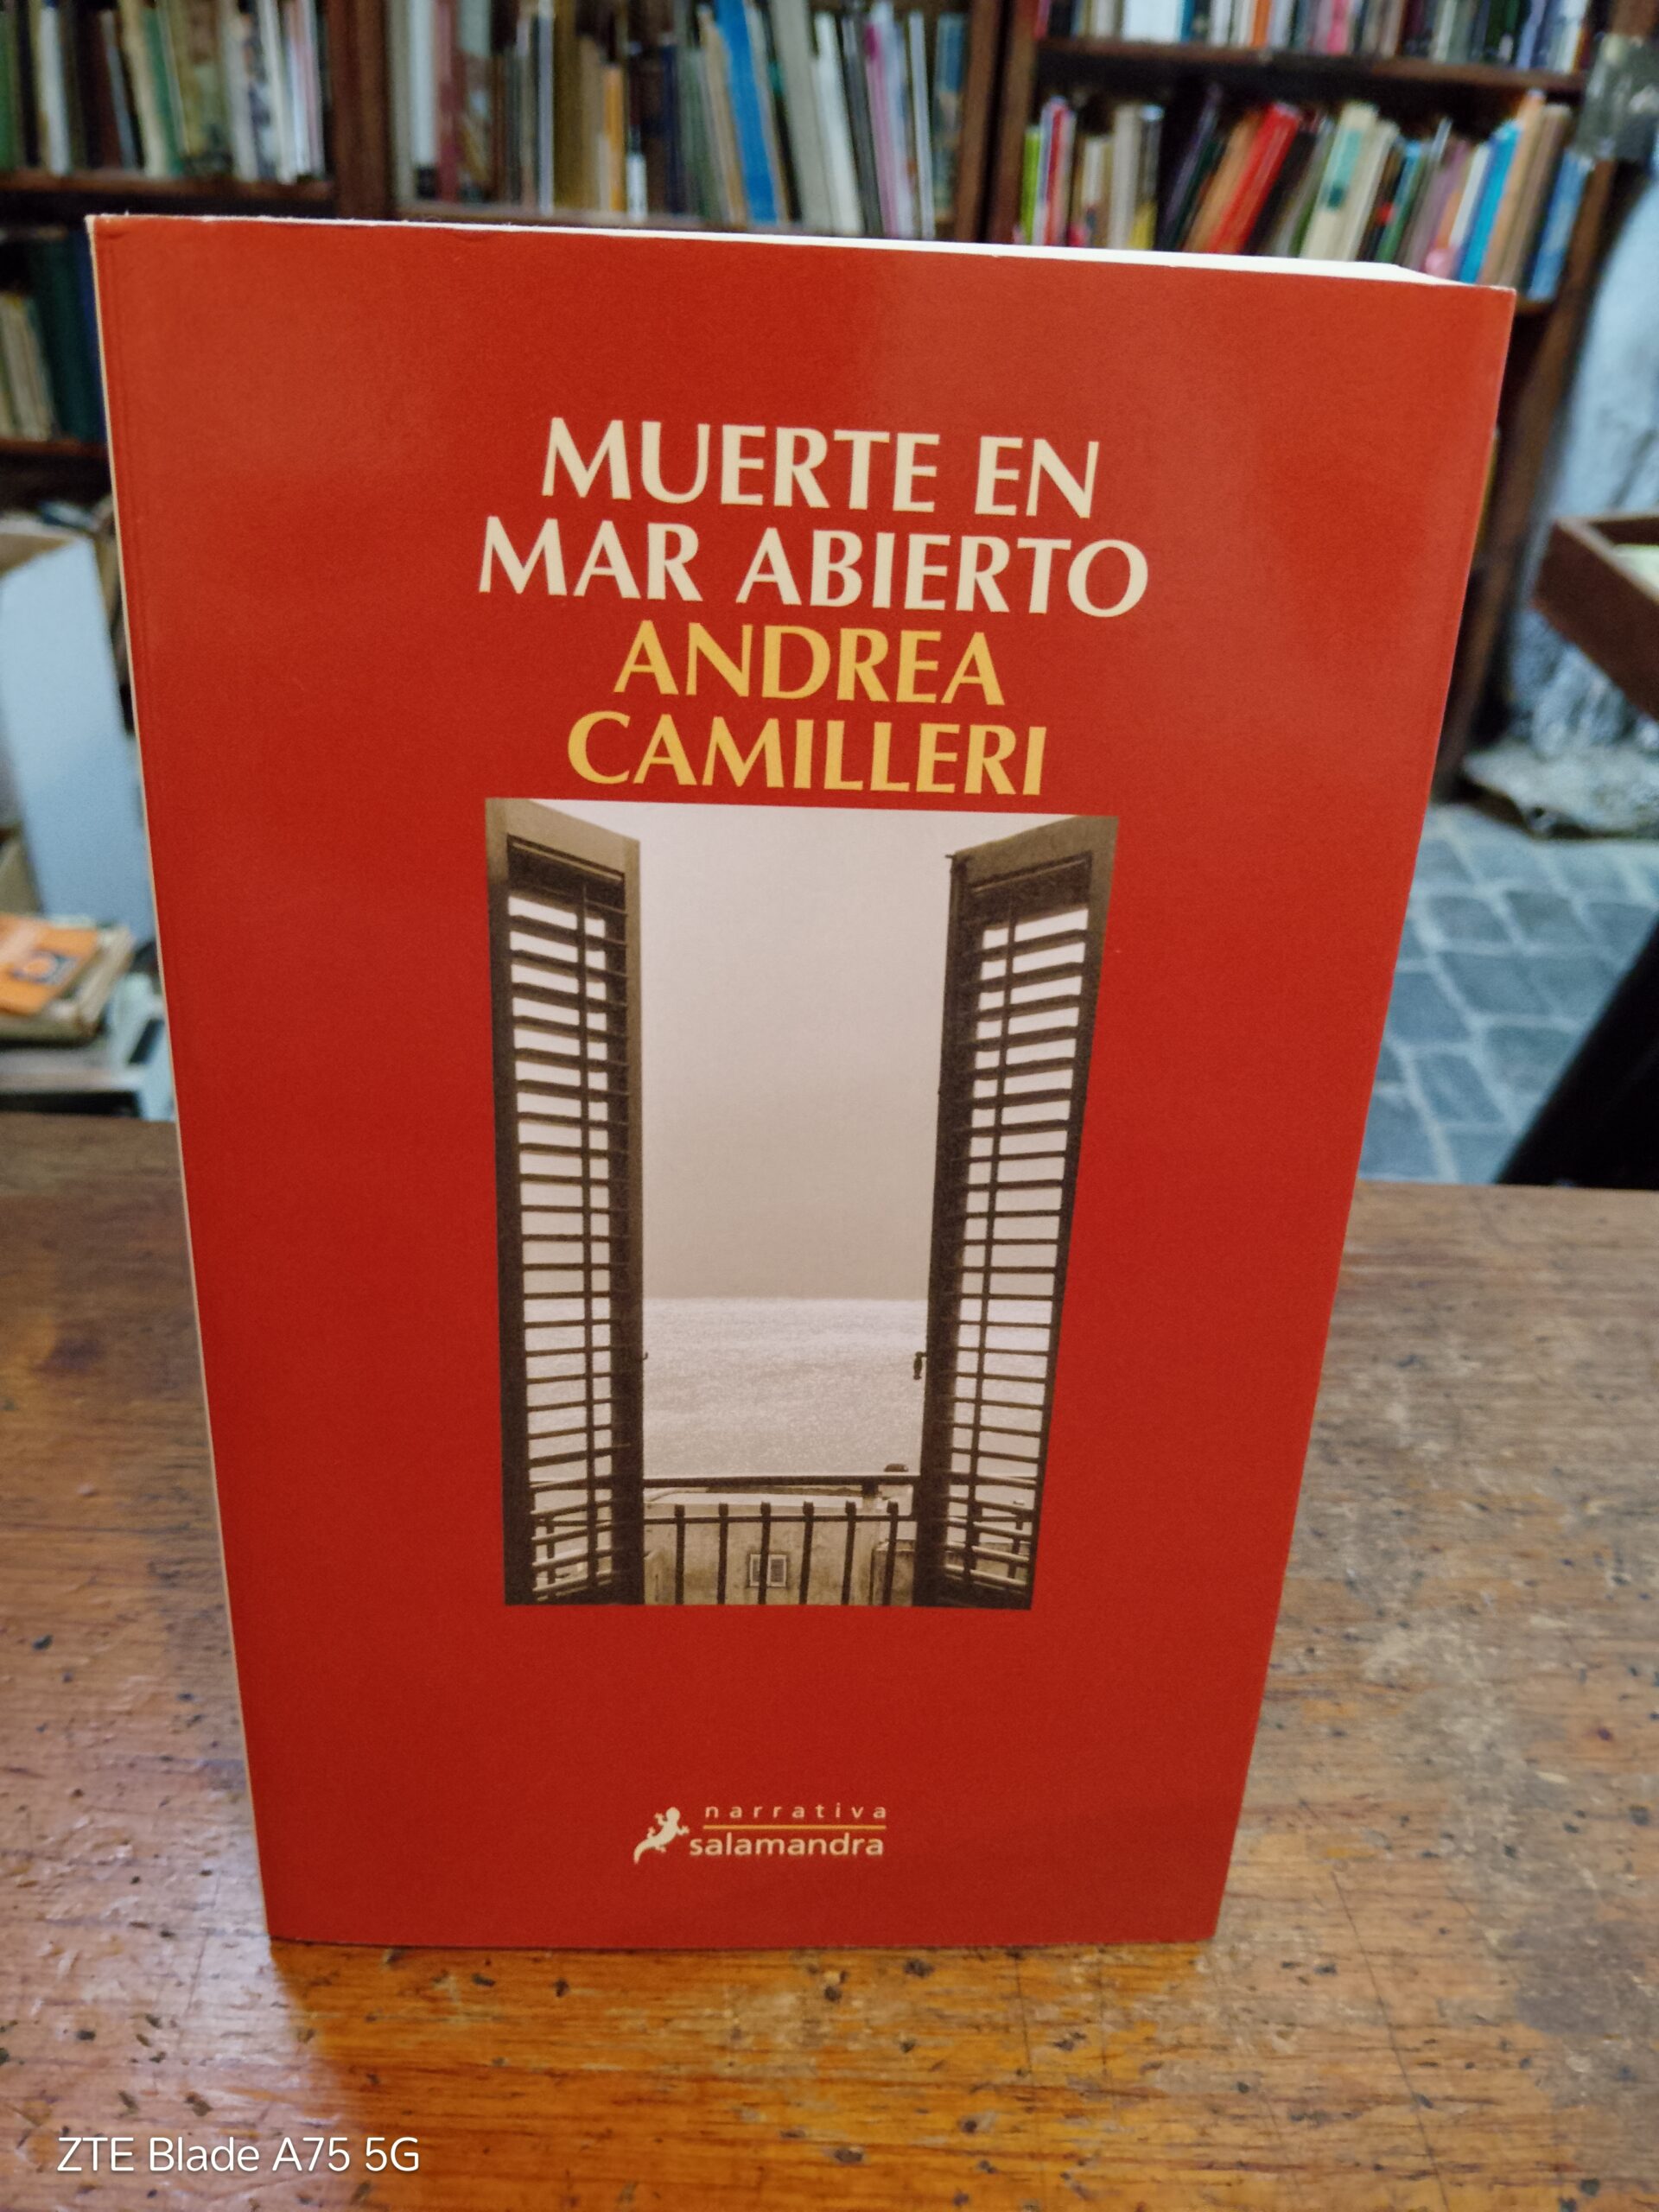 MUERTE EN
MAR ABIERTO
ANDREA
CAMILLERI
narrativa
salamandra
ZTE Blade A75 5G